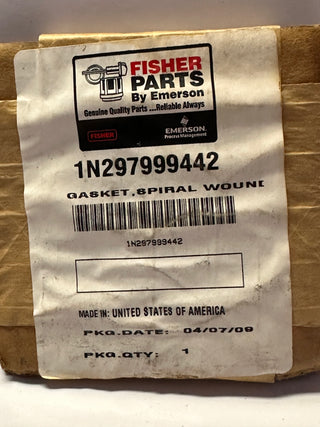 FISHER
PARTS
By Emerson
Genuine Quality Parts ...Reliable Always
FISHER
EMERSON.
Process Management
1N297999442
GASKET,SPIRAL WOUND
1N297999442
MADE IN: UNITED STATES OF AMERICA
PKG.DATE: 04/07/09
PKG.QTY: 1